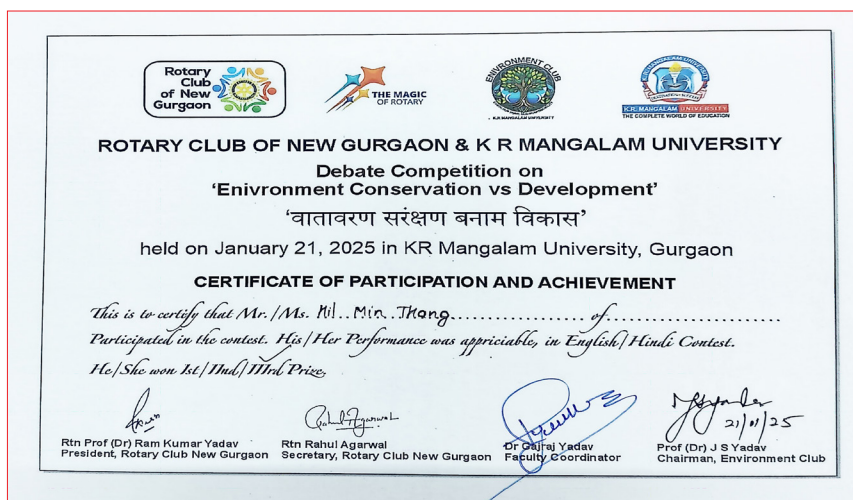 Rotary
Club
of New
Gurgaon
THE MAGIC
OF ROTARY
ENIVRONMENT CLUB
K.R MANGALAM UNIVERSITY
K.R. MANGALAM UNIVERSITY
THE COMPLETE WORLD OF EDUCATION
ROTARY CLUB OF NEW GURGAON & K R MANGALAM UNIVERSITY
Debate Competition on
‘Enivronment Conservation vs Development’
‘वातावरण सरंक्षण बनाम विकास’
held on January 21, 2025 in KR Mangalam University, Gurgaon
CERTIFICATE OF PARTICIPATION AND ACHIEVEMENT
This is to certify that Mr./Ms. Hil..Min..Thang................. of.........................
Participated in the contest. His/Her Performance was appriciable, in English/Hindi Contest.
He/She won Ist/IInd/IIIrd Prize.
21/01/25
Rtn Prof (Dr) Ram Kumar Yadav
President, Rotary Club New Gurgaon
Rtn Rahul Agarwal
Secretary, Rotary Club New Gurgaon
Dr Gajraj Yadav
Faculty Coordinator
Prof (Dr) J S Yadav
Chairman, Environment Club